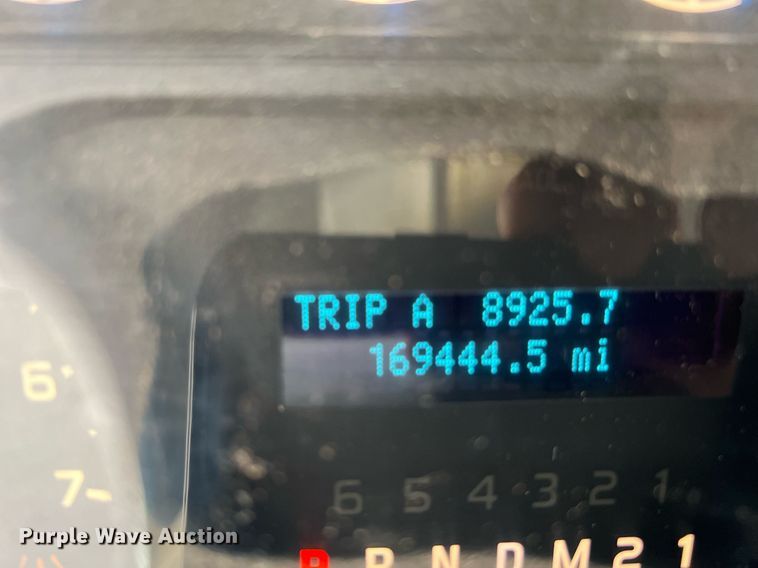 TRIP A 8925.7
169444.5 mi
6
7
6 5 4 3 2 1
P R N D M 2 1
Purple Wave Auction